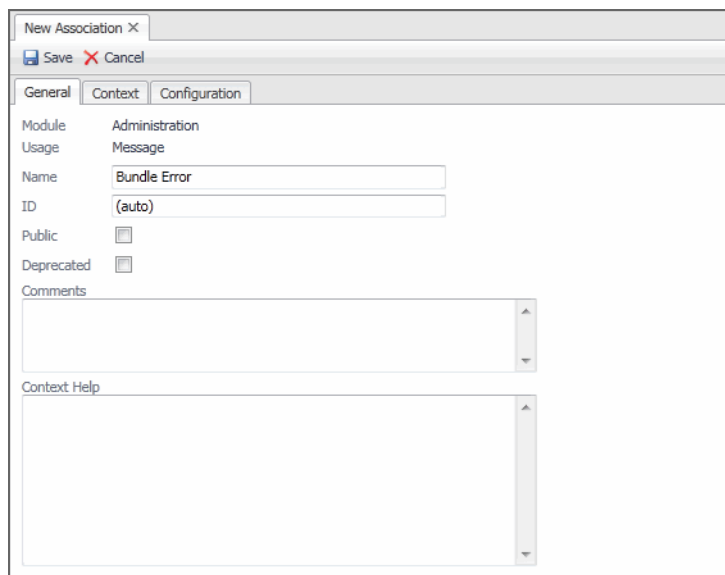 New Association
Save Cancel
General Context Configuration
Module Administration
Usage Message
Name Bundle Error
ID (auto)
Public
Deprecated
Comments
Context Help